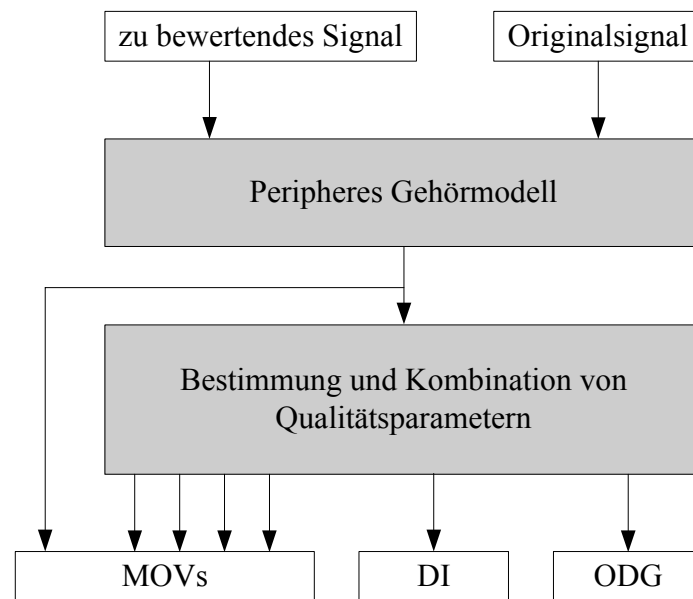 zu bewertendes Signal
Originalsignal
Peripheres Gehörmodell
Bestimmung und Kombination von
Qualitätsparametern
MOVs
DI
ODG